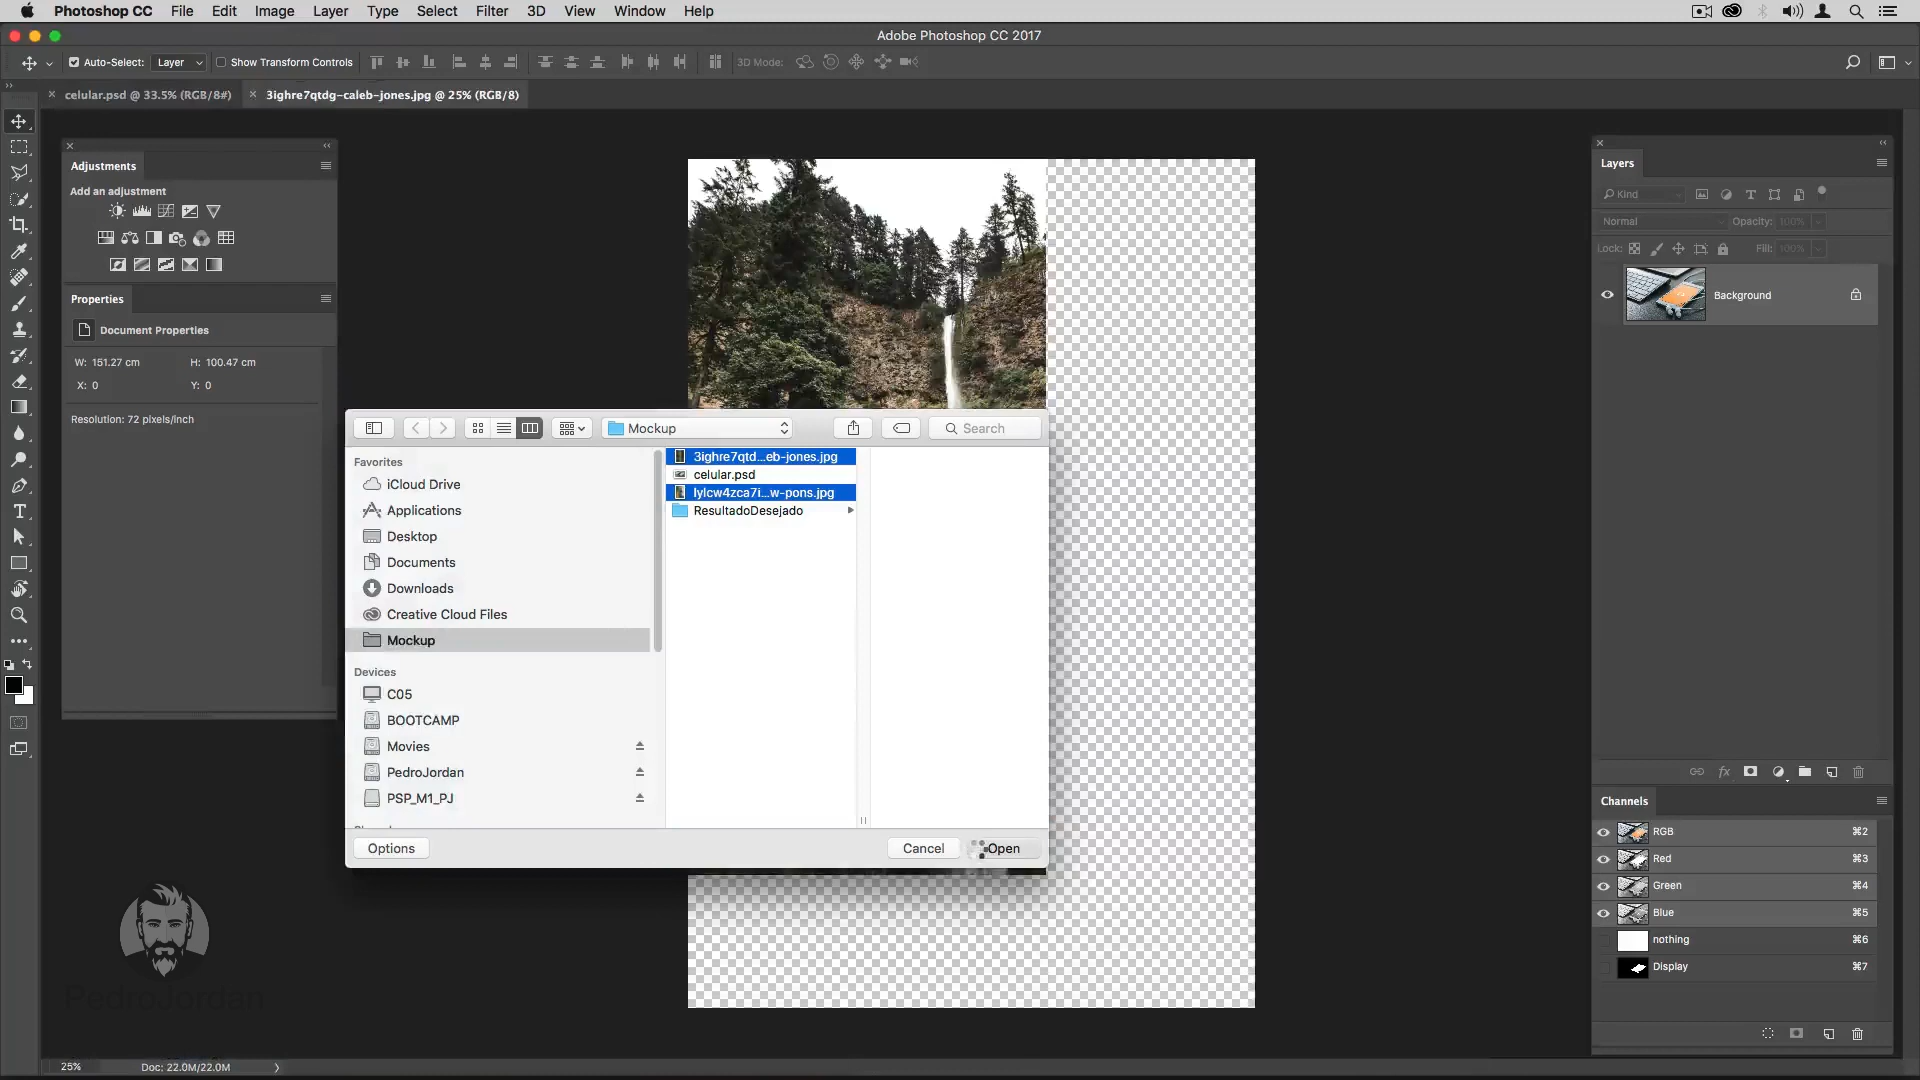 Photoshop CC File Edit Image Layer Type Select Filter 3D View Window Help
Adobe Photoshop CC 2017
Auto-Select: Layer Show Transform Controls 3D Mode:
celular.psd @ 33.5% (RGB/8#) 3ighre7qtdg-caleb-jones.jpg @ 25% (RGB/8)
Adjustments
Add an adjustment
Properties
Document Properties
W: 151.27 cm H: 100.47 cm
X: 0 Y: 0
Resolution: 72 pixels/inch
Mockup
Search
Favorites
iCloud Drive
Applications
Desktop
Documents
Downloads
Creative Cloud Files
Mockup
Devices
C05
BOOTCAMP
Movies
PedroJordan
PSP_M1_PJ
3ighre7qtd...eb-jones.jpg
celular.psd
lylcw4zca7i...w-pons.jpg
ResultadoDesejado
Options Cancel Open
Layers
Kind
Normal Opacity: 100%
Lock: Fill: 100%
Background
fx
Channels
RGB ⌘2
Red ⌘3
Green ⌘4
Blue ⌘5
nothing ⌘6
Display ⌘7
PedroJordan
25% Doc: 22.0M/22.0M